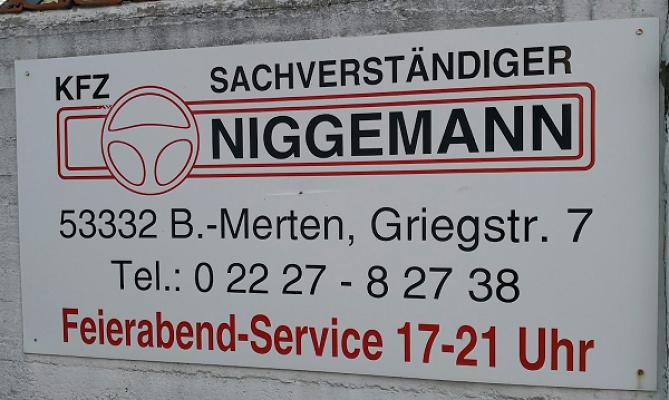 KFZ SACHVERSTÄNDIGER
NIGGEMANN
53332 B.-Merten, Griegstr. 7
Tel.: 0 22 27 - 8 27 38
Feierabend-Service 17-21 Uhr